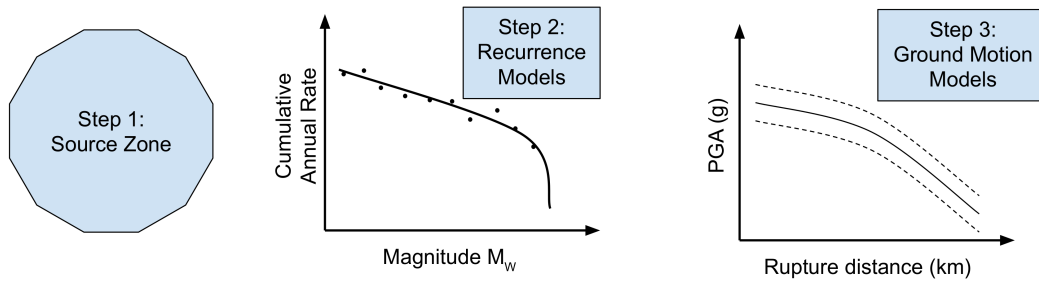 Step 1:
Source Zone
Cumulative
Annual Rate
Step 2:
Recurrence
Models
Magnitude Mw
PGA (g)
Step 3:
Ground Motion
Models
Rupture distance (km)